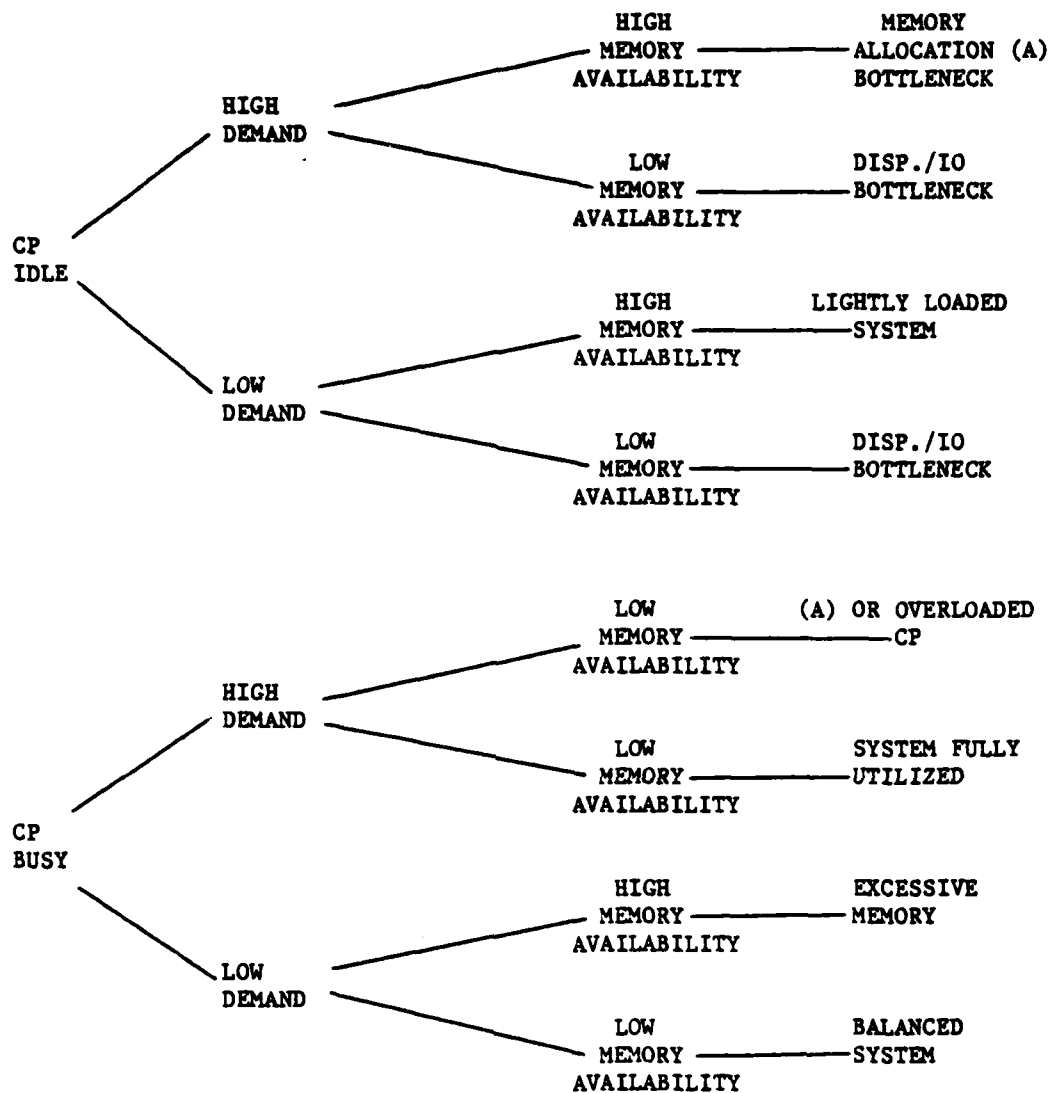 HIGH MEMORY
MEMORY ALLOCATION (A)
AVAILABILITY BOTTLENECK
HIGH
DEMAND
LOW DISP./IO
MEMORY BOTTLENECK
AVAILABILITY
CP
IDLE
HIGH LIGHTLY LOADED
MEMORY SYSTEM
AVAILABILITY
LOW
DEMAND
LOW DISP./IO
MEMORY BOTTLENECK
AVAILABILITY
LOW (A) OR OVERLOADED
MEMORY CP
AVAILABILITY
HIGH
DEMAND
LOW SYSTEM FULLY
MEMORY UTILIZED
AVAILABILITY
CP
BUSY
HIGH EXCESSIVE
MEMORY MEMORY
AVAILABILITY
LOW
DEMAND
LOW BALANCED
MEMORY SYSTEM
AVAILABILITY